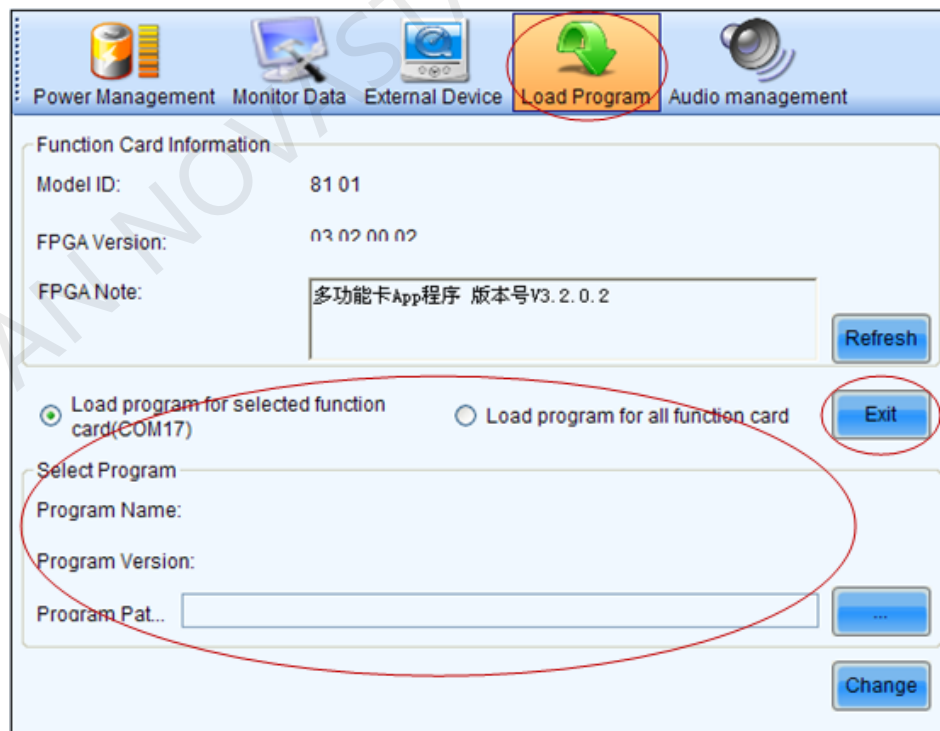 Power Management Monitor Data External Device Load Program Audio management
Function Card Information
Model ID: 81 01
FPGA Version: 03.02.00.02
FPGA Note: 多功能卡App程序 版本号V3.2.0.2
Refresh
Load program for selected function
card(COM17)
Load program for all function card
Exit
Select Program
Program Name:
Program Version:
Program Pat...
...
Change
AN NOVAST